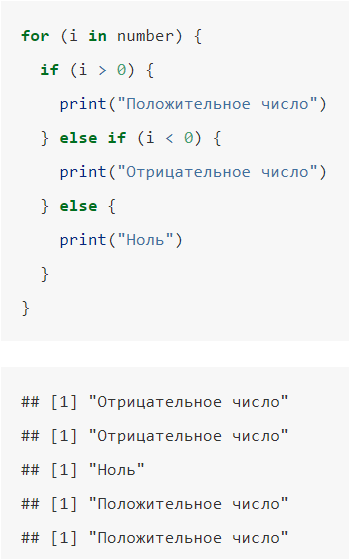 for (i in number) {
  if (i > 0) {
    print("Положительное число")
  } else if (i < 0) {
    print("Отрицательное число")
  } else {
    print("Ноль")
  }
}
## [1] "Отрицательное число"
## [1] "Отрицательное число"
## [1] "Ноль"
## [1] "Положительное число"
## [1] "Положительное число"